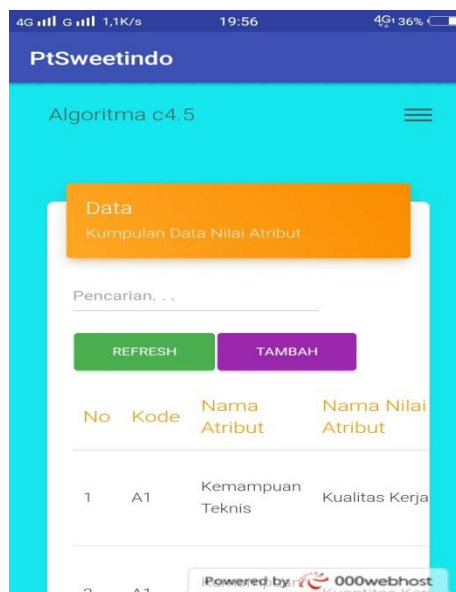 4G G 1,1K/s 19:56 4G 36%
PtSweetindo
Algoritma c4.5
Data
Kumpulan Data Nilai Atribut
Pencarian. . .
REFRESH TAMBAH
No Kode Nama Atribut Nama Nilai Atribut
1 A1 Kemampuan Teknis Kualitas Kerja
2 A1
Powered by 000webhost